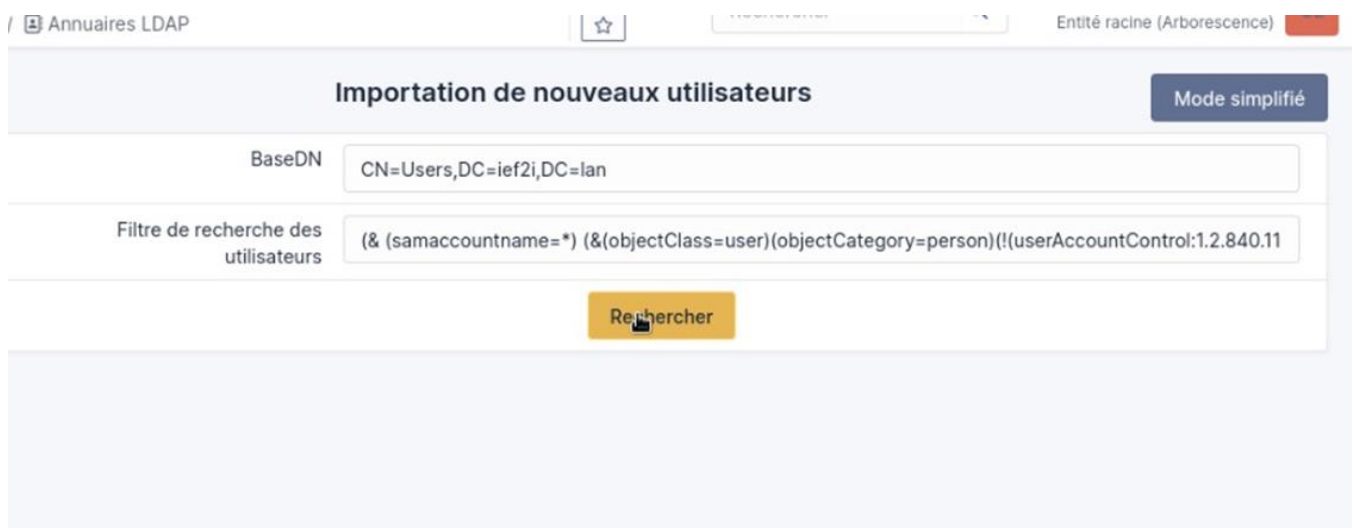 / Annuaires LDAP
Rechercher
Entité racine (Arborescence)
Importation de nouveaux utilisateurs
Mode simplifié
BaseDN
CN=Users,DC=ief2i,DC=lan
Filtre de recherche des
utilisateurs
(& (samaccountname=*) (&(objectClass=user)(objectCategory=person)(!(userAccountControl:1.2.840.11
Rechercher